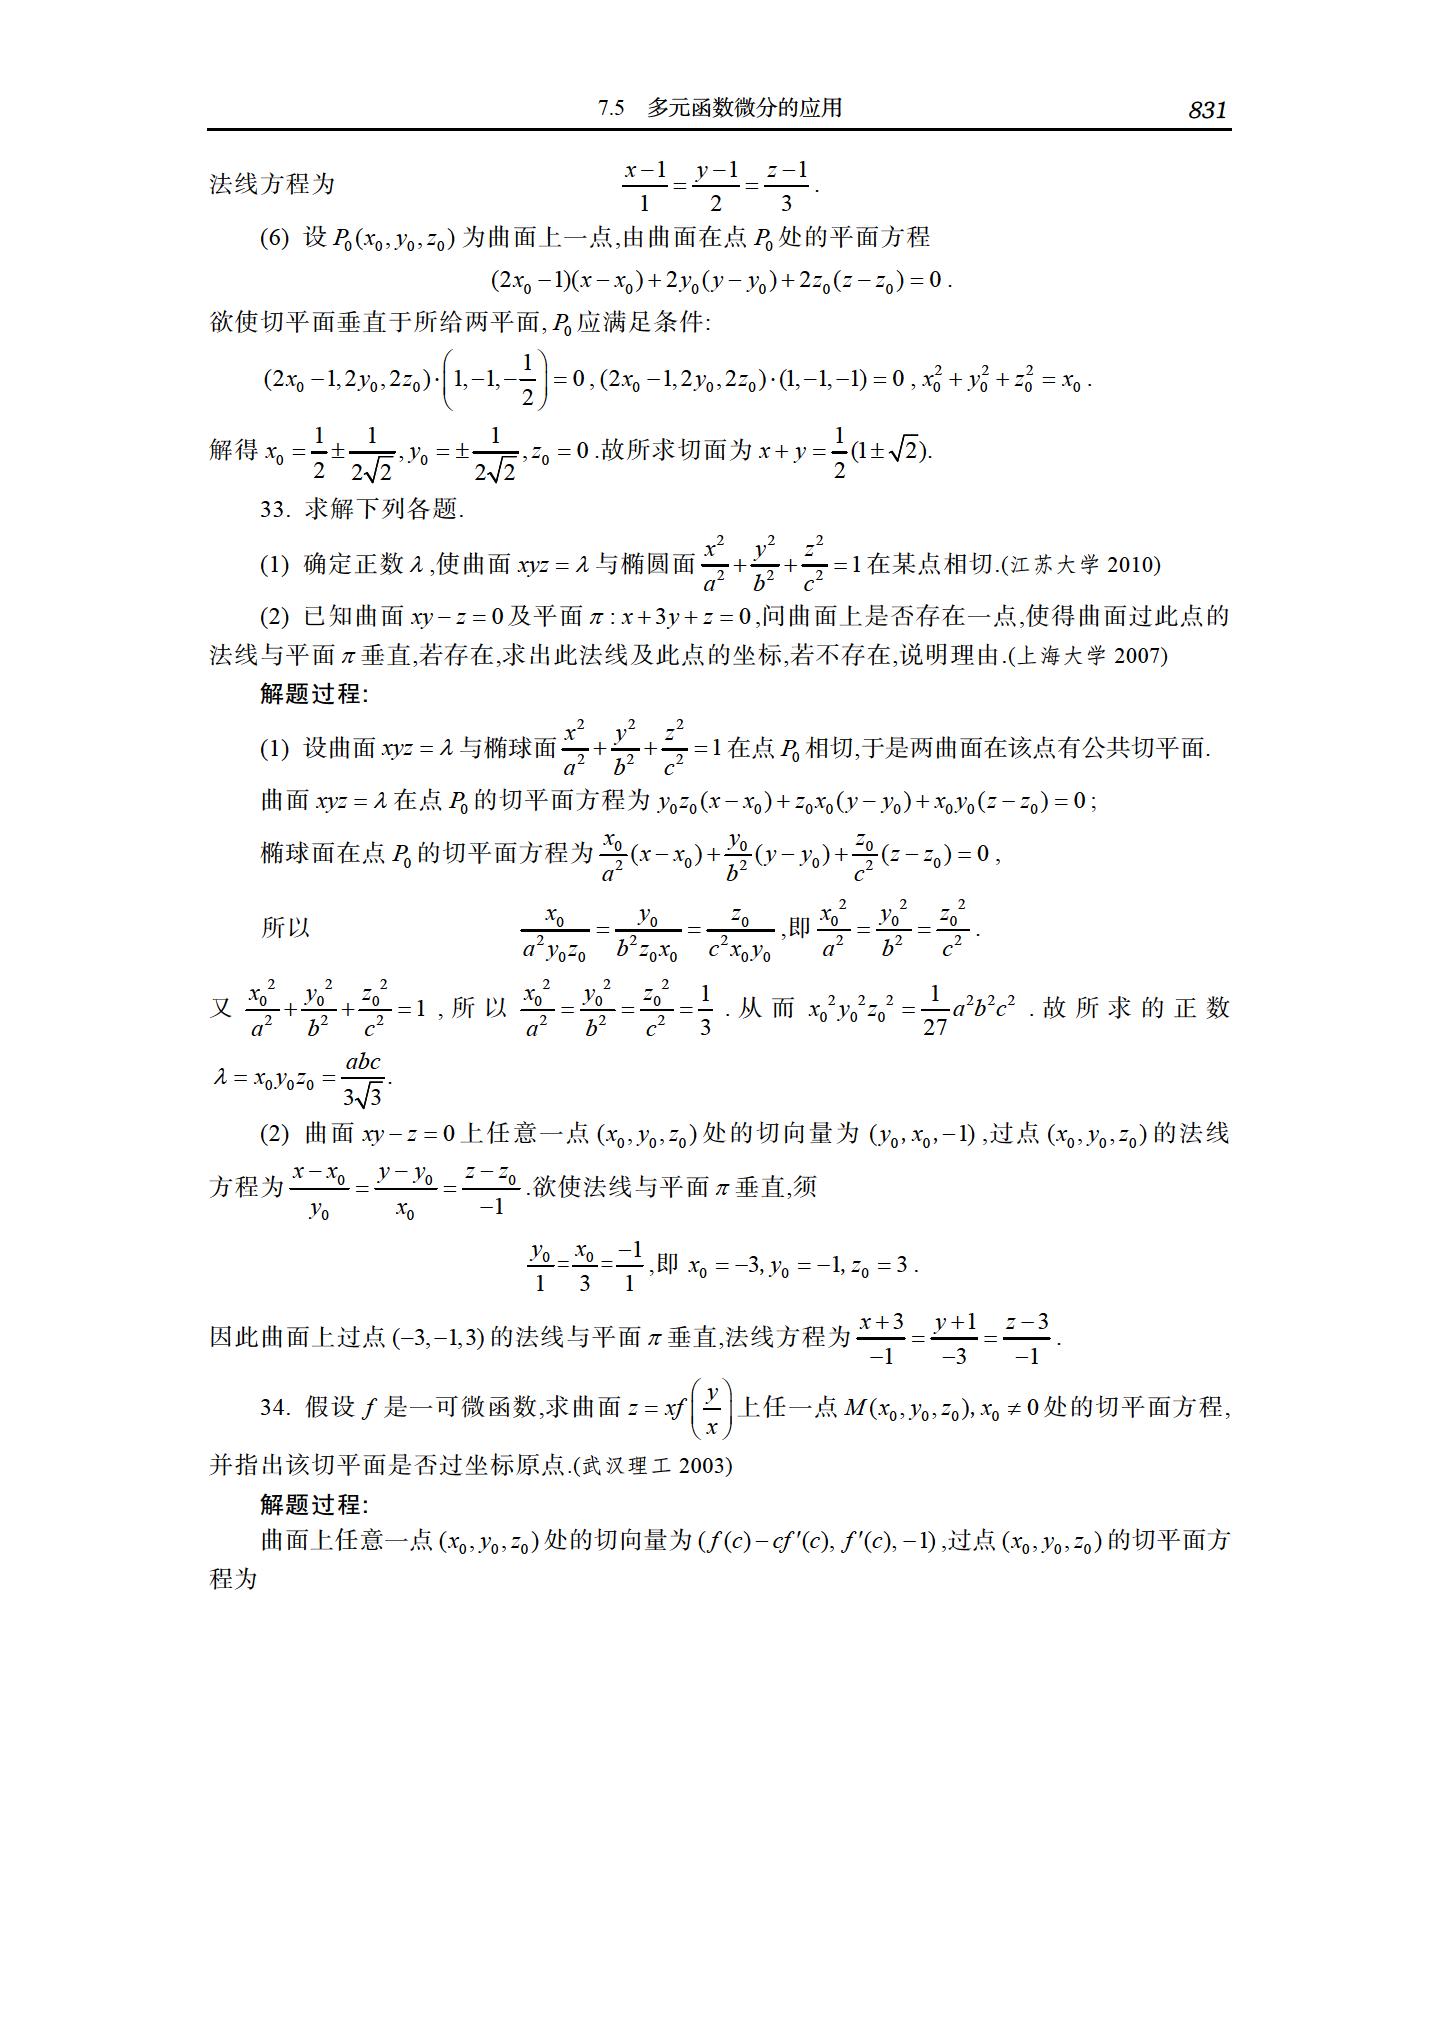 7.5 多元函数微分的应用 831
法线方程为 $\frac{x-1}{1}=\frac{y-1}{2}=\frac{z-1}{3}$.
(6) 设 $P_0(x_0,y_0,z_0)$ 为曲面上一点,由曲面在点 $P_0$ 处的平面方程
$(2x_0-1)(x-x_0)+2y_0(y-y_0)+2z_0(z-z_0)=0$.
欲使切平面垂直于所给两平面, $P_0$ 应满足条件:
$(2x_0-1,2y_0,2z_0)\cdot\left(1,-1,-\frac{1}{2}\right)=0$, $(2x_0-1,2y_0,2z_0)\cdot(1,-1,-1)=0$, $x_0^2+y_0^2+z_0^2=x_0$.
解得 $x_0=\frac{1}{2}\pm\frac{1}{2\sqrt{2}},y_0=\pm\frac{1}{2\sqrt{2}},z_0=0$.故所求切面为 $x+y=\frac{1}{2}(1\pm\sqrt{2})$.
33. 求解下列各题.
(1) 确定正数 $\lambda$ ,使曲面 $xyz=\lambda$ 与椭圆面 $\frac{x^2}{a^2}+\frac{y^2}{b^2}+\frac{z^2}{c^2}=1$ 在某点相切.(江苏大学 2010)
(2) 已知曲面 $xy-z=0$ 及平面 $\pi:x+3y+z=0$,问曲面上是否存在一点,使得曲面过此点的
法线与平面 $\pi$ 垂直,若存在,求出此法线及此点的坐标,若不存在,说明理由.(上海大学 2007)
解题过程:
(1) 设曲面 $xyz=\lambda$ 与椭球面 $\frac{x^2}{a^2}+\frac{y^2}{b^2}+\frac{z^2}{c^2}=1$ 在点 $P_0$ 相切,于是两曲面在该点有公共切平面.
曲面 $xyz=\lambda$ 在点 $P_0$ 的切平面方程为 $y_0z_0(x-x_0)+z_0x_0(y-y_0)+x_0y_0(z-z_0)=0$;
椭球面在点 $P_0$ 的切平面方程为 $\frac{x_0}{a^2}(x-x_0)+\frac{y_0}{b^2}(y-y_0)+\frac{z_0}{c^2}(z-z_0)=0$,
所以 $\frac{x_0}{a^2y_0z_0}=\frac{y_0}{b^2z_0x_0}=\frac{z_0}{c^2x_0y_0}$,即 $\frac{x_0^2}{a^2}=\frac{y_0^2}{b^2}=\frac{z_0^2}{c^2}$.
又 $\frac{x_0^2}{a^2}+\frac{y_0^2}{b^2}+\frac{z_0^2}{c^2}=1$,所以 $\frac{x_0^2}{a^2}=\frac{y_0^2}{b^2}=\frac{z_0^2}{c^2}=\frac{1}{3}$.从而 $x_0^2y_0^2z_0^2=\frac{1}{27}a^2b^2c^2$.故所求的正数
$\lambda=x_0y_0z_0=\frac{abc}{3\sqrt{3}}$.
(2) 曲面 $xy-z=0$ 上任意一点 $(x_0,y_0,z_0)$ 处的切向量为 $(y_0,x_0,-1)$ ,过点 $(x_0,y_0,z_0)$ 的法线
方程为 $\frac{x-x_0}{y_0}=\frac{y-y_0}{x_0}=\frac{z-z_0}{-1}$.欲使法线与平面 $\pi$ 垂直,须
$\frac{y_0}{1}=\frac{x_0}{3}=\frac{-1}{1}$,即 $x_0=-3,y_0=-1,z_0=3$.
因此曲面上过点 $(-3,-1,3)$ 的法线与平面 $\pi$ 垂直,法线方程为 $\frac{x+3}{-1}=\frac{y+1}{-3}=\frac{z-3}{-1}$.
34. 假设 $f$ 是一可微函数,求曲面 $z=xf\left(\frac{y}{x}\right)$ 上任一点 $M(x_0,y_0,z_0),x_0\neq0$ 处的切平面方程,
并指出该切平面是否过坐标原点.(武汉理工 2003)
解题过程:
曲面上任意一点 $(x_0,y_0,z_0)$ 处的切向量为 $(f(c)-cf'(c),f'(c),-1)$ ,过点 $(x_0,y_0,z_0)$ 的切平面方
程为